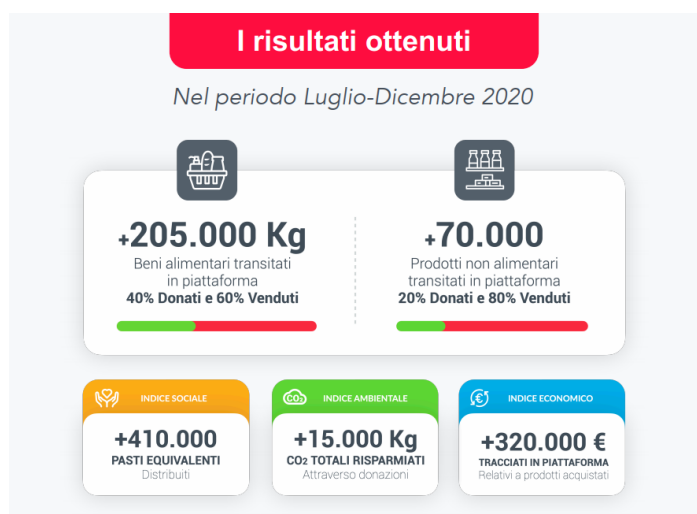 I risultati ottenuti
Nel periodo Luglio-Dicembre 2020
+205.000 Kg
Beni alimentari transitati
in piattaforma
40% Donati e 60% Venduti
+70.000
Prodotti non alimentari
transitati in piattaforma
20% Donati e 80% Venduti
INDICE SOCIALE
+410.000
PASTI EQUIVALENTI
Distribuiti
CO2
INDICE AMBIENTALE
+15.000 Kg
CO2 TOTALI RISPARMIATI
Attraverso donazioni
€
INDICE ECONOMICO
+320.000 €
TRACCIATI IN PIATTAFORMA
Relativi a prodotti acquistati